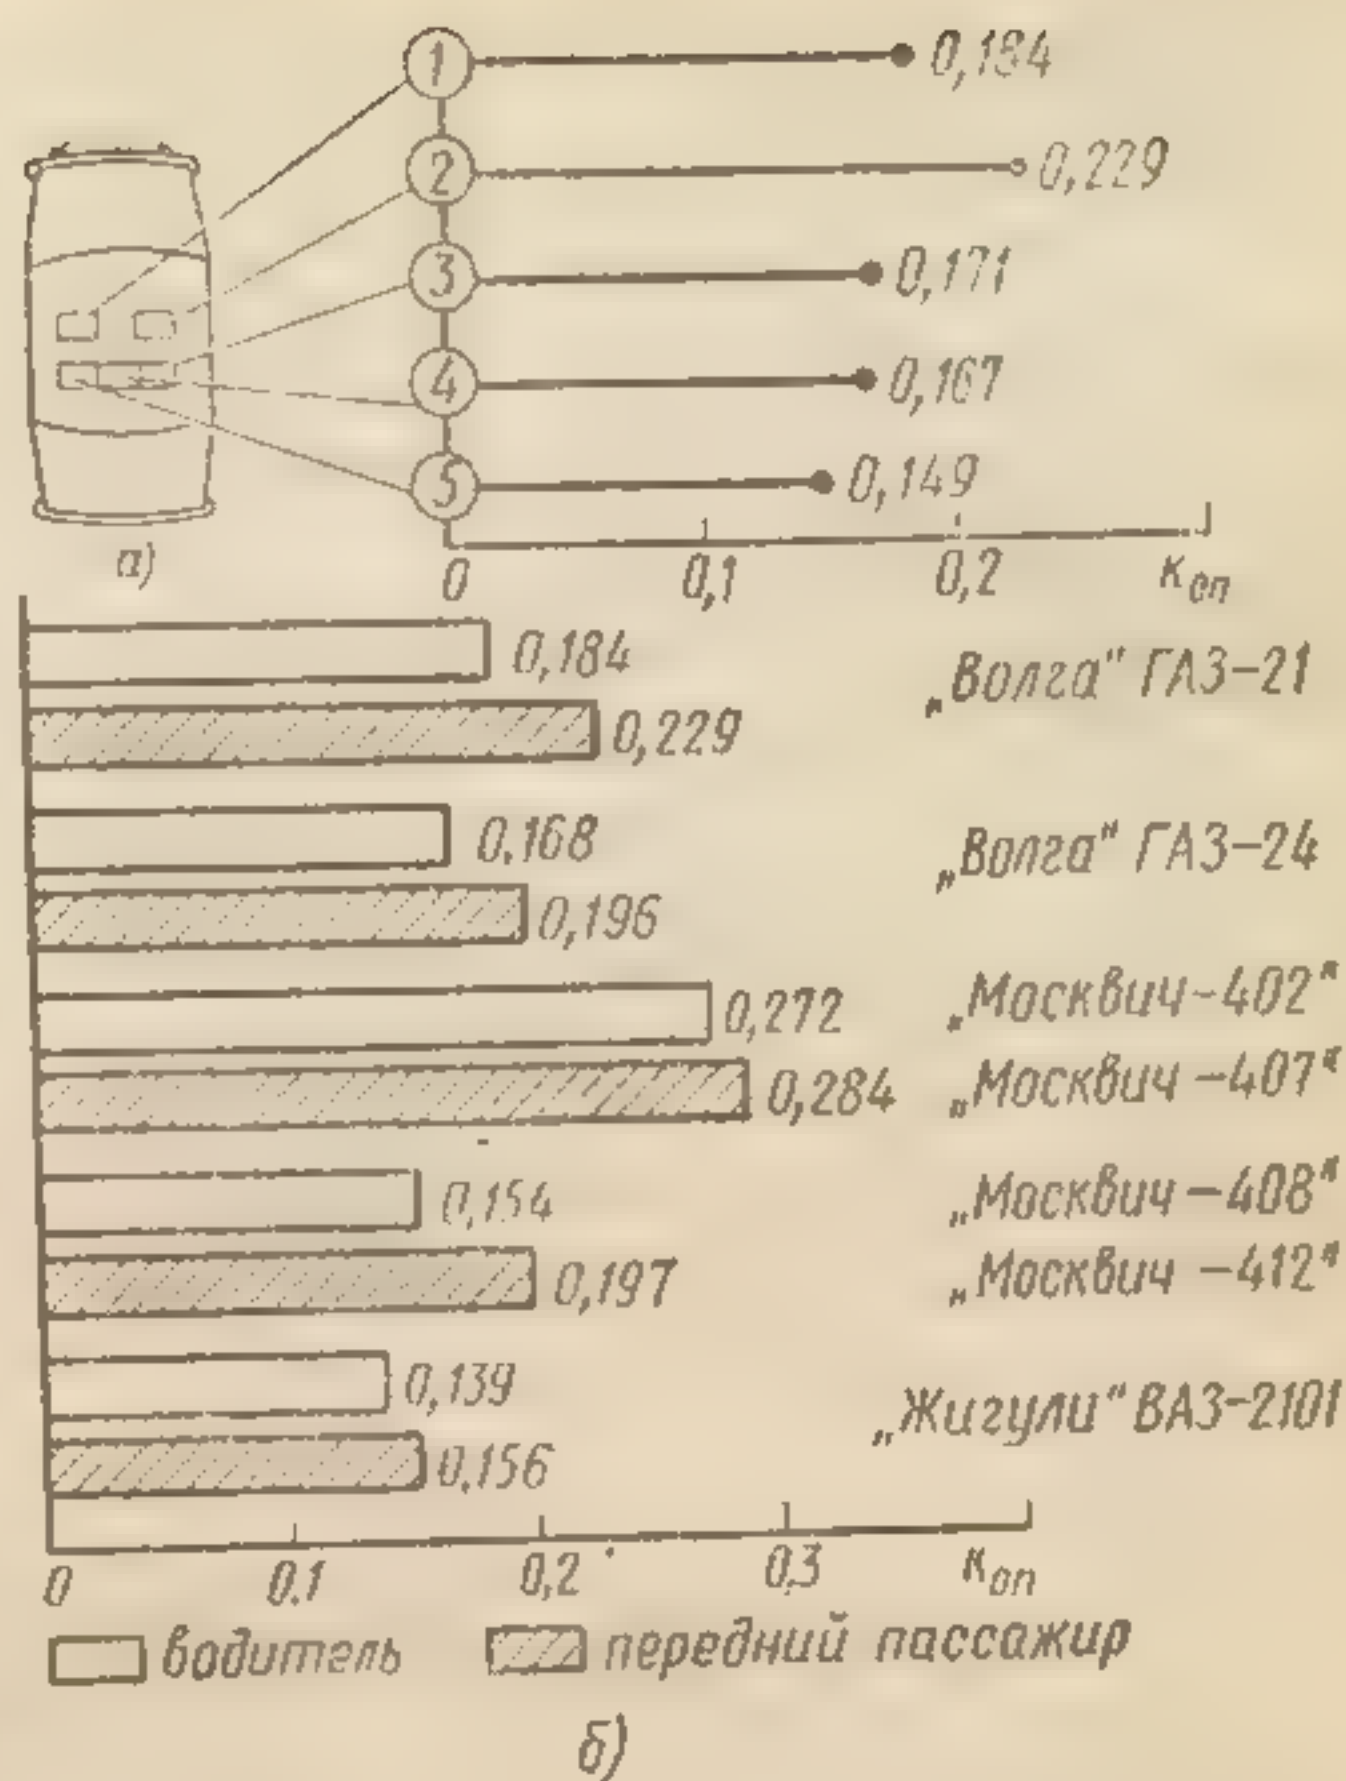 1 0,184
2 0,229
3 0,171
4 0,167
5 0,149
а)
0 0,1 0,2 Kоп
0,184 „Волга" ГАЗ-21
0,229
0.168 „Волга" ГАЗ-24
0,196
0,272 „Москвич-402"
0,284 „Москвич-407"
0,154 „Москвич-408"
0,197 „Москвич-412"
0,139 „Жигули" ВАЗ-2101
0.156
0 0.1 0,2 0,3 Kоп
водитель передний пассажир
б)